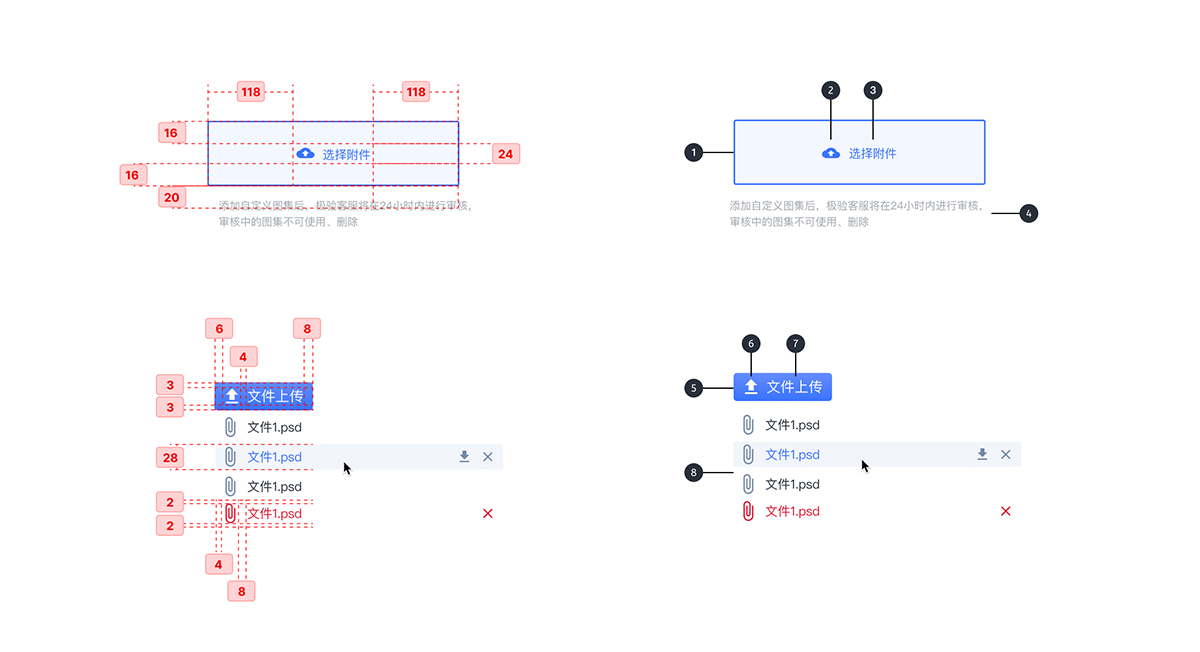 118
118
16
选择附件
24
16
20
添加自定义图集后，极验客服将在24小时内进行审核，
审核中的图集不可使用、删除
2
3
1
选择附件
添加自定义图集后，极验客服将在24小时内进行审核，
审核中的图集不可使用、删除
4
6
8
4
3
文件上传
3
文件1.psd
28
文件1.psd
文件1.psd
2
文件1.psd
2
4
8
6
7
5
文件上传
文件1.psd
文件1.psd
8
文件1.psd
文件1.psd